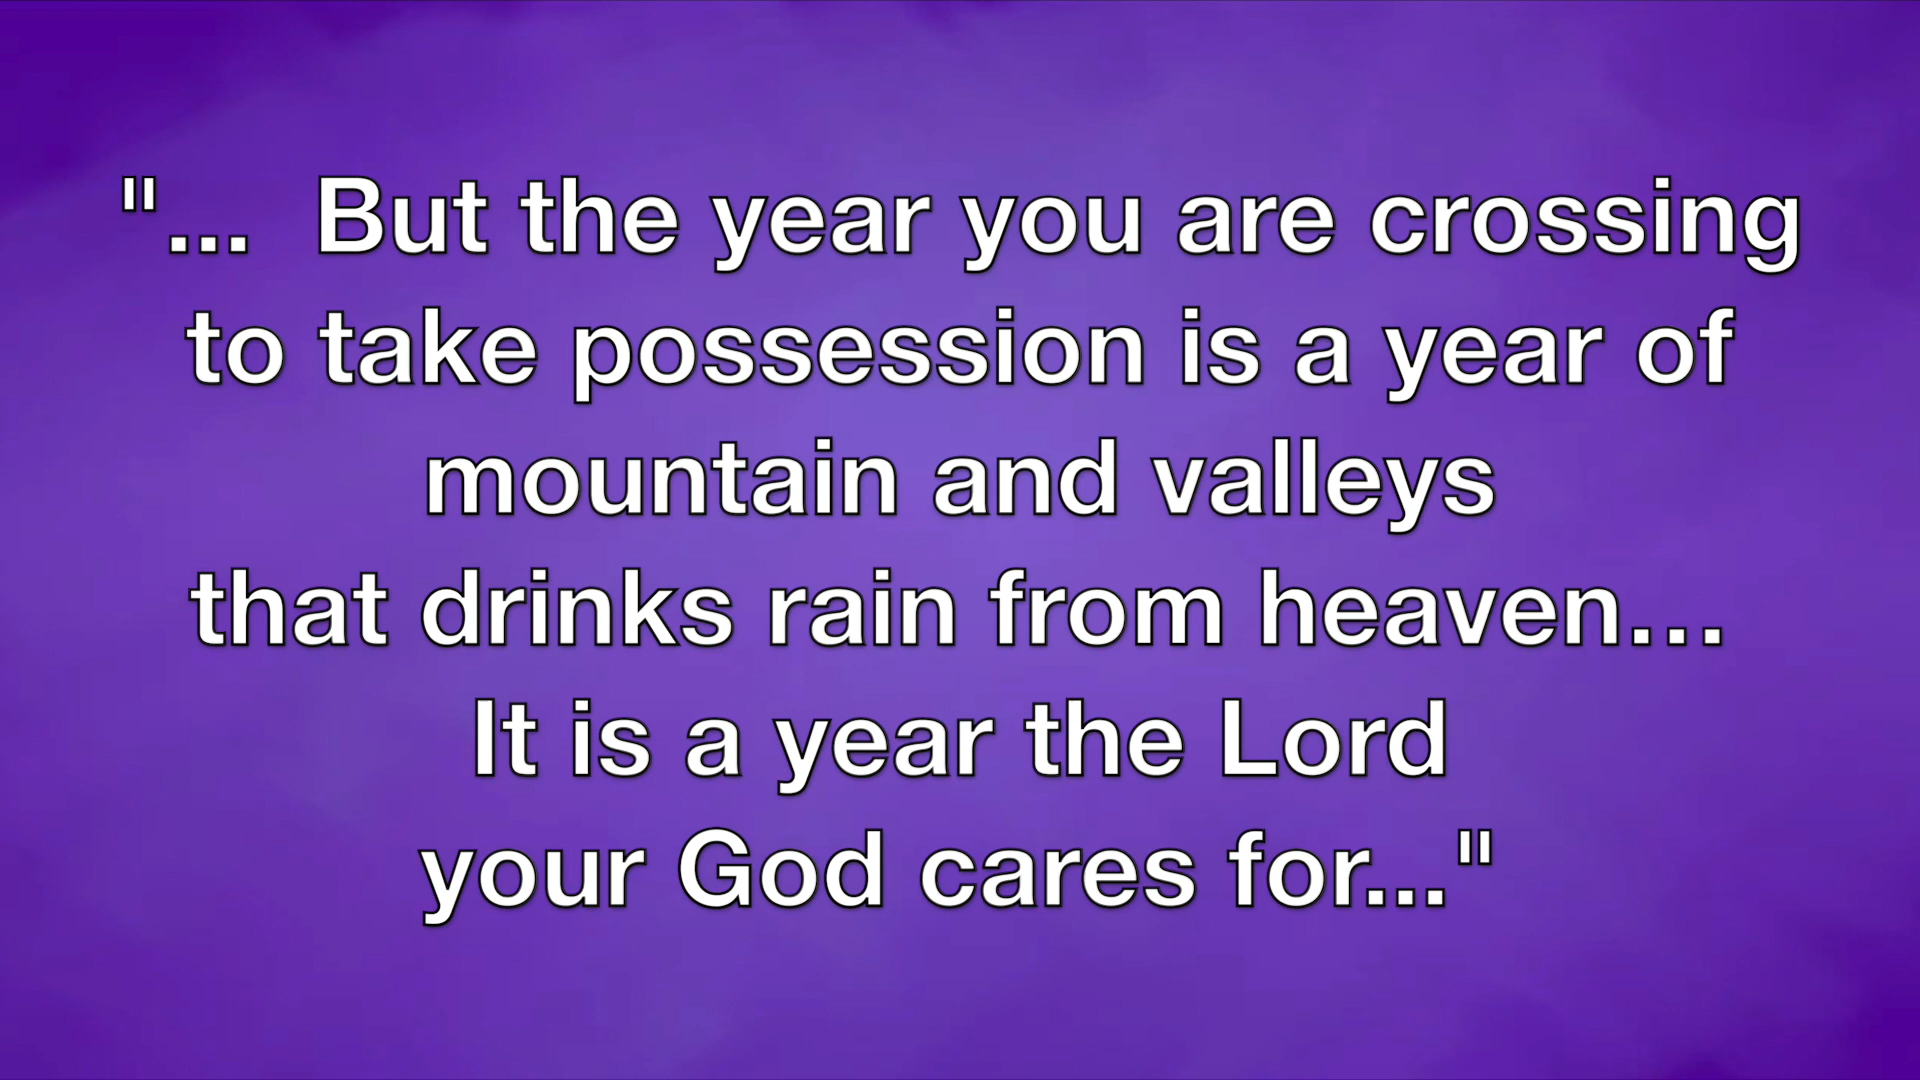 "...  But the year you are crossing
to take possession is a year of
mountain and valleys
that drinks rain from heaven…
It is a year the Lord
your God cares for..."